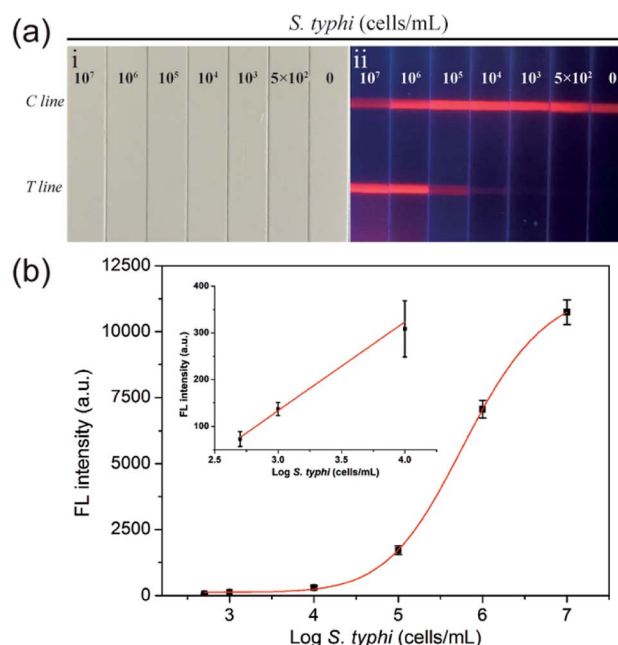 S. typhi (cells/mL)
(a)
i
10⁷ 10⁶ 10⁵ 10⁴ 10³ 5×10² 0
ii
10⁷ 10⁶ 10⁵ 10⁴ 10³ 5×10² 0
C line
T line
(b)
12500
10000
7500
5000
2500
0
FL intensity (a.u.)
3 4 5 6 7
Log S. typhi (cells/mL)
400
300
200
100
FL intensity (a.u.)
2.5 3.0 3.5 4.0
Log S. typhi (cells/mL)